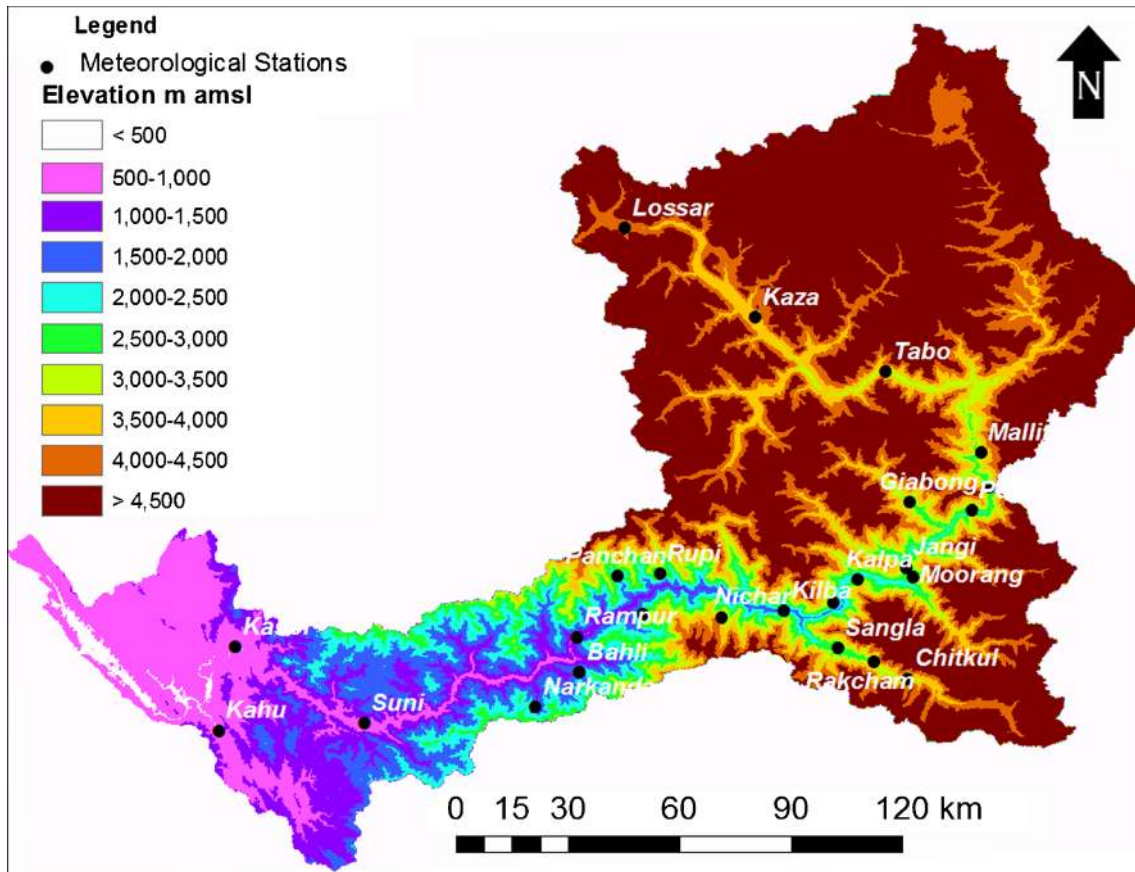 Legend
Meteorological Stations
Elevation m amsl
< 500
500-1,000
1,000-1,500
1,500-2,000
2,000-2,500
2,500-3,000
3,000-3,500
3,500-4,000
4,000-4,500
> 4,500
N
Lossar
Kaza
Tabo
Malli
Giabong
Jangi
Kalpa
Moorang
Panchan
Rupi
Kilba
Nichar
Rampur
Sangla
Bahli
Chitkul
Rakcham
Suni
Kahu
0 15 30 60 90 120 km